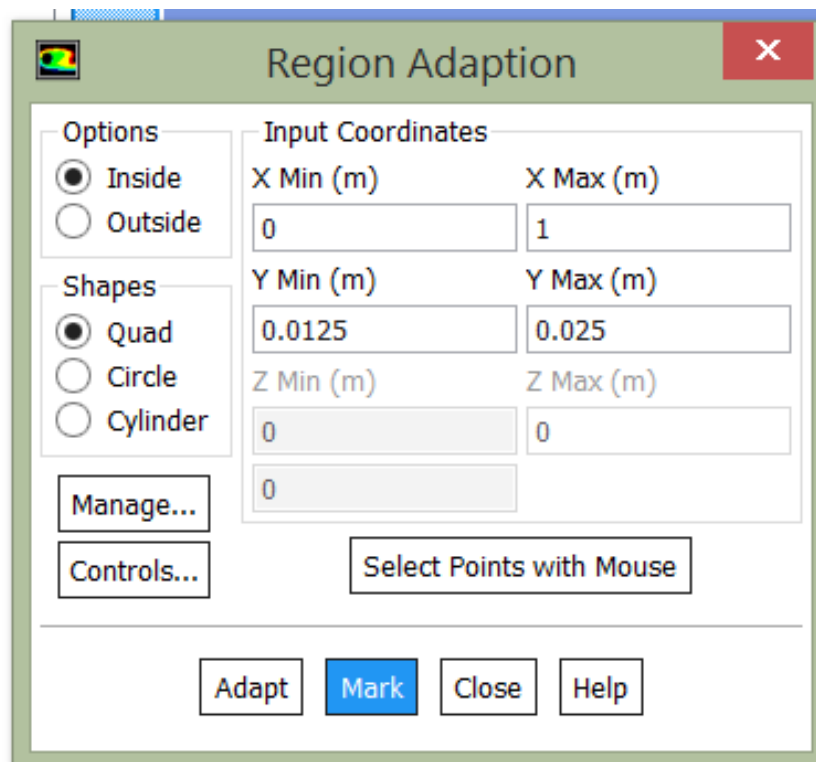 Region Adaption
Options
Inside
Outside
Shapes
Quad
Circle
Cylinder
Manage...
Controls...
Input Coordinates
X Min (m) X Max (m)
0 1
Y Min (m) Y Max (m)
0.0125 0.025
Z Min (m) Z Max (m)
0 0
0
Select Points with Mouse
Adapt Mark Close Help